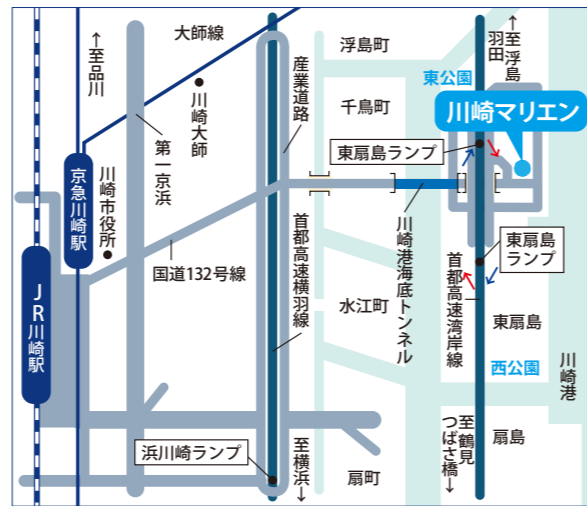 ←至品川
大師線
川崎大師
第一京浜
産業道路
浮島町
千鳥町
←至浮島
羽田
東公園
川崎マリエン
東扇島ランプ
京急川崎駅
川崎市役所
国道132号線
首都高速横羽線
川崎港海底トンネル
水江町
首都高速湾岸線
東扇島
ランプ
東扇島
川崎港
西公園
JR川崎駅
浜川崎ランプ
至横浜→
扇町
至鶴見
つばさ橋→
扇島